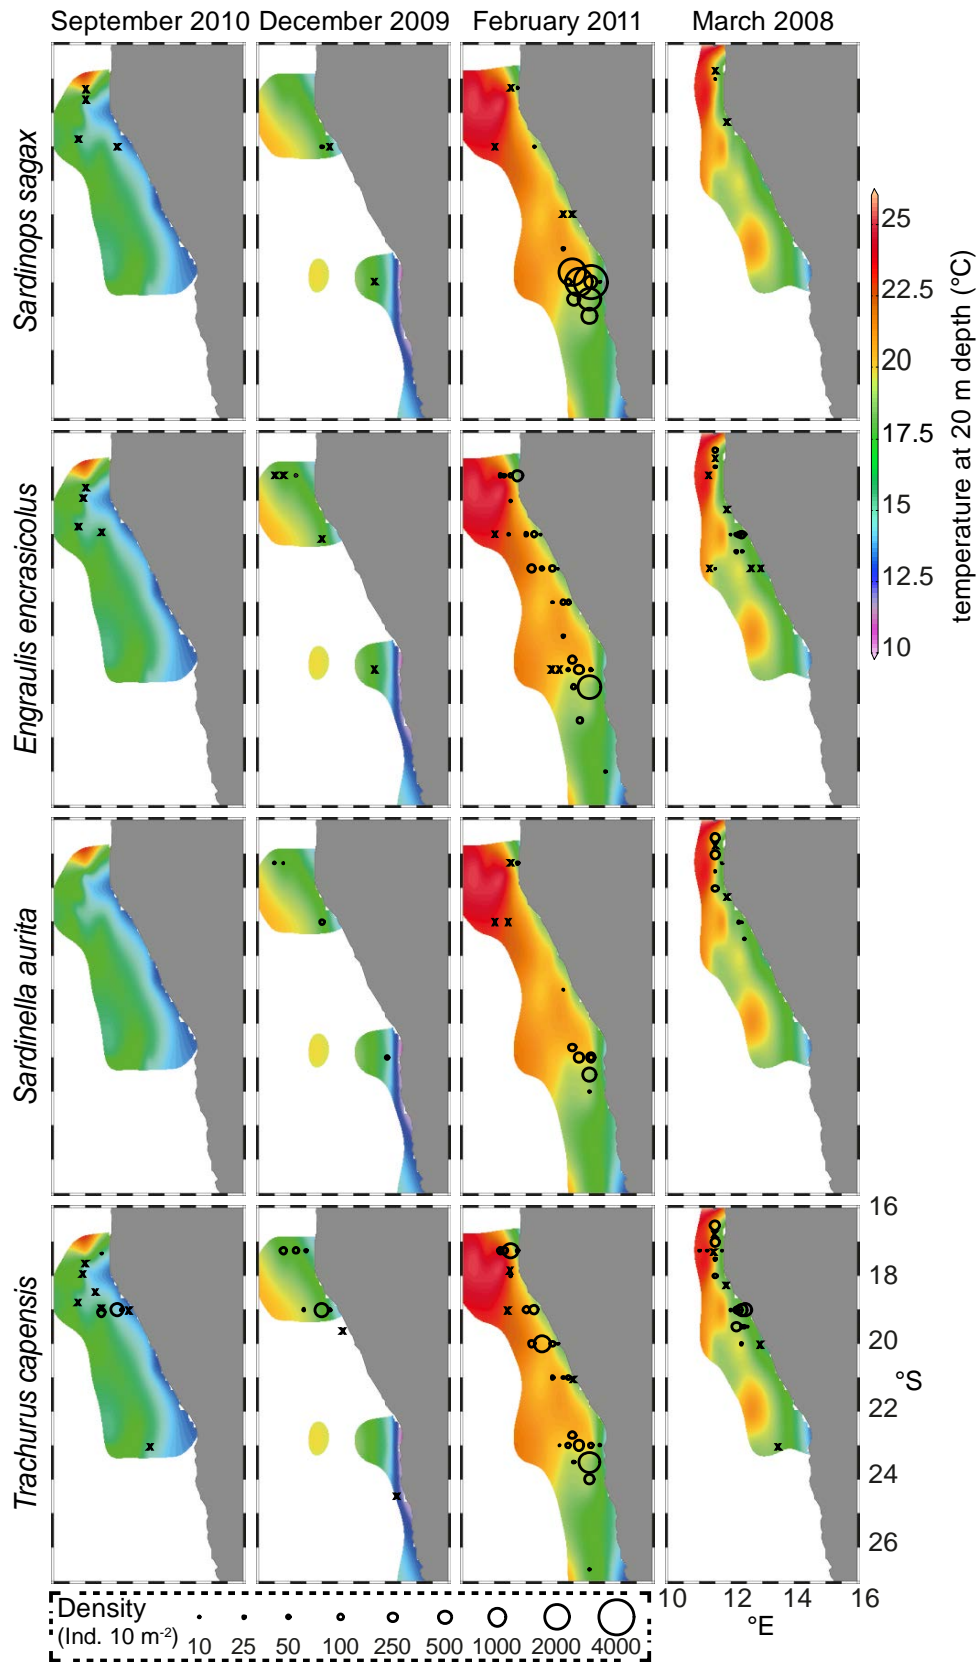 September 2010 December 2009 February 2011 March 2008
Sardinops sagax
25
22.5
20
17.5
15
12.5
10
temperature at 20 m depth (°C)
Engraulis encrasicolus
Sardinella aurita
Trachurus capensis
16
18
20
°S
22
24
26
10 12 14 16
°E
Density
(Ind. 10 m-2)
10 25 50 100 250 500 1000 2000 4000